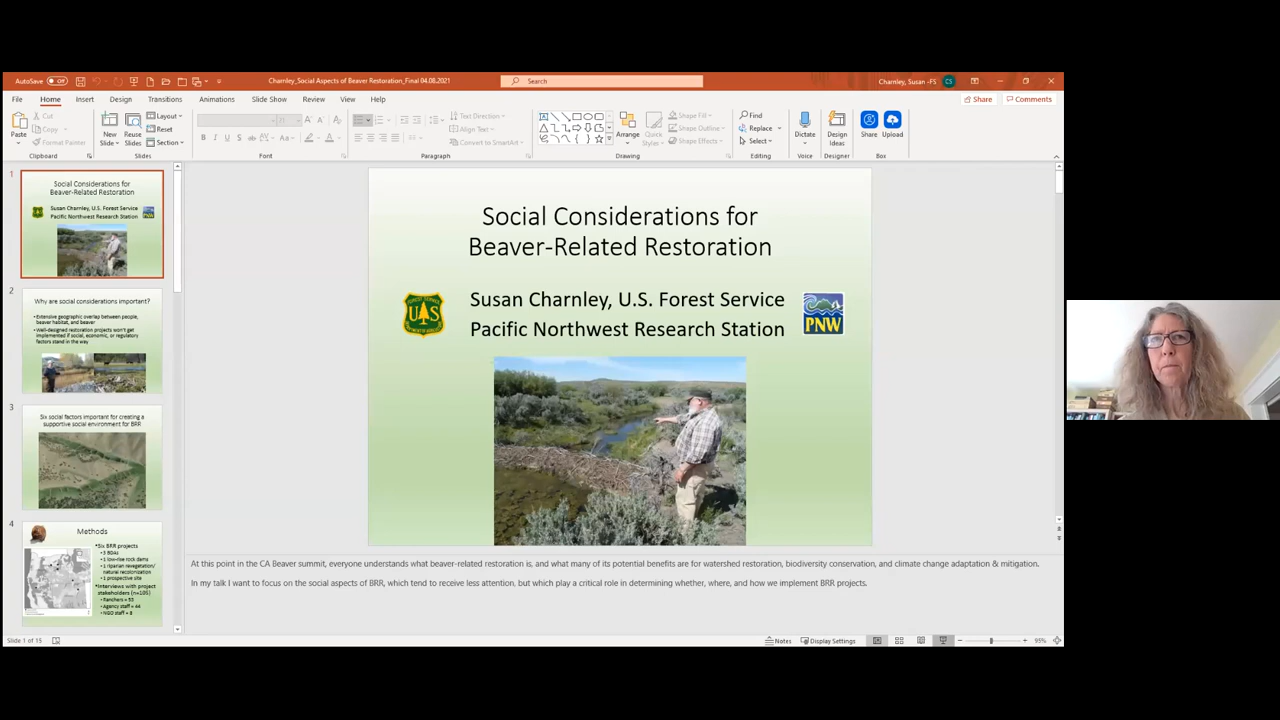 AutoSave Off
Charnley_Social Aspects of Beaver Restoration_Final 04.08.2021
Search
Charnley, Susan -FS CS
File Home Insert Design Transitions Animations Slide Show Review View Help
Share Comments
Paste
Cut
Copy
Format Painter
Clipboard
New Slide
Reuse Slides
Layout
Reset
Section
Slides
Font
Text Direction
Align Text
Convert to SmartArt
Paragraph
Arrange
Quick Styles
Shape Fill
Shape Outline
Shape Effects
Drawing
Find
Replace
Select
Editing
Dictate
Voice
Design Ideas
Designer
Share Upload
Box
1
Social Considerations for
Beaver-Related Restoration
Susan Charnley, U.S. Forest Service
Pacific Northwest Research Station
2
Why are social considerations important?
• Extensive geographic overlap between people,
beaver habitat, and beaver
• Well-designed restoration projects won't get
implemented if social, economic, or regulatory
factors stand in the way
3
Six social factors important for creating a
supportive social environment for BRR
4
Methods
• Six BRR projects
• 3 BDAs
• 1 low-rise rock dams
• 1 riparian revegetation/
natural recolonization
• 1 prospective site
• Interviews with project
stakeholders (n=105)
• Ranchers = 53
• Agency staff = 44
• NGO staff = 8
Social Considerations for
Beaver-Related Restoration
Susan Charnley, U.S. Forest Service
Pacific Northwest Research Station
FOREST SERVICE
UAS
PNW
At this point in the CA Beaver summit, everyone understands what beaver-related restoration is, and what many of its potential benefits are for watershed restoration, biodiversity conservation, and climate change adaptation & mitigation.
In my talk I want to focus on the social aspects of BRR, which tend to receive less attention, but which play a critical role in determining whether, where, and how we implement BRR projects.
Slide 1 of 15
Notes
Display Settings
95%